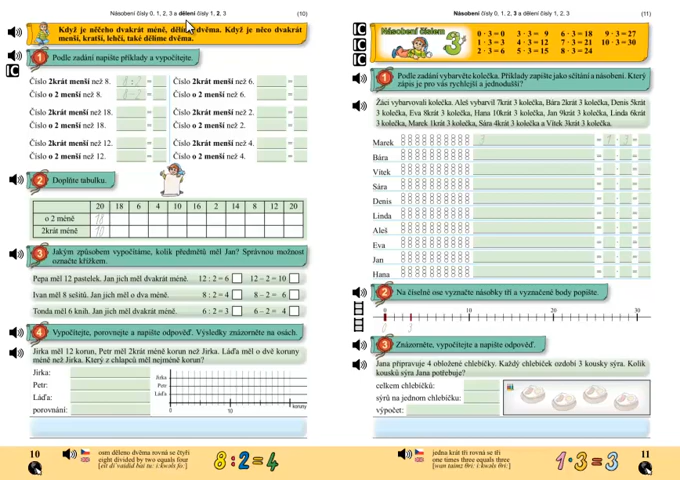 Násobení čísly 0, 1, 2, 3 a dělení čísly 1, 2, 3
(10)
Když je něčeho dvakrát méně, dělíme dvěma. Když je něco dvakrát
menší, kratší, lehčí, také dělíme dvěma.
1 Podle zadání napište příklady a vypočítejte.
Číslo 2krát menší než 8. = Číslo 2krát menší než 6. =
Číslo o 2 menší než 8. 8-2 = Číslo o 2 menší než 6. =
Číslo 2krát menší než 18. = Číslo 2krát menší než 2. =
Číslo o 2 menší než 18. = Číslo o 2 menší než 2. =
Číslo 2krát menší než 12. = Číslo 2krát menší než 4. =
Číslo o 2 menší než 12. = Číslo o 2 menší než 4. =
2 Doplňte tabulku.
20 18 6 4 10 16 2 14 8 12 20
o 2 méně 18
2krát méně 10
3 Jakým způsobem vypočítáme, kolik předmětů měl Jan? Správnou možnost
označte křížkem.
Pepa měl 12 pastelek. Jan jich měl dvakrát méně. 12 : 2 = 6 12 – 2 = 10
Ivan měl 8 sešitů. Jan jich měl o dva méně. 8 : 2 = 4 8 – 2 = 6
Tonda měl 6 knih. Jan jich měl dvakrát méně. 6 : 2 = 3 6 – 2 = 4
4 Vypočítejte, porovnejte a napište odpověď. Výsledky znázorněte na osách.
Jirka měl 12 korun, Petr měl 2krát méně korun než Jirka. Láďa měl o dvě koruny
méně než Jirka. Který z chlapců měl nejméně korun?
Jirka:
Petr:
Láďa:
porovnání:
Jirka
Petr
Láďa
0 10 koruny
10
osm děleno dvěma rovná se čtyři
eight divided by two equals four
8:2=4
Násobení čísly 0, 1, 2, 3 a dělení čísly 1, 2, 3
(11)
Násobení číslem 3
0 · 3 = 0 3 · 3 = 9 6 · 3 = 18 9 · 3 = 27
1 · 3 = 3 4 · 3 = 12 7 · 3 = 21 10 · 3 = 30
2 · 3 = 6 5 · 3 = 15 8 · 3 = 24
1 Podle zadání vybarvěte kolečka. Příklady zapište jako sčítání a násobení. Který
zápis je pro vás rychlejší a jednodušší?
Žáci vybarvovali kolečka. Aleš vybarvil 7krát 3 kolečka, Bára 2krát 3 kolečka, Denis 5krát
3 kolečka, Eva 8krát 3 kolečka, Hana 10krát 3 kolečka, Jan 9krát 3 kolečka, Linda 6krát
3 kolečka, Marek 1krát 3 kolečka, Sára 4krát 3 kolečka a Vítek 3krát 3 kolečka.
Marek 3 = 1 · 3 =
Bára = · =
Vítek = · =
Sára = · =
Denis = · =
Linda = · =
Aleš = · =
Eva = · =
Jan = · =
Hana = · =
2 Na číselné ose vyznačte násobky tří a vyznačené body popište.
0 10 20 30
0 3
3 Znázorněte, vypočítejte a napište odpověď.
Jana připravuje 4 obložené chlebíčky. Každý chlebíček ozdobí 3 kousky sýra. Kolik
kousků sýra Jana potřebuje?
celkem chlebíčků:
sýrů na jednom chlebíčku:
výpočet:
jedna krát tři rovná se tři
one times three equals three
1·3=3
11